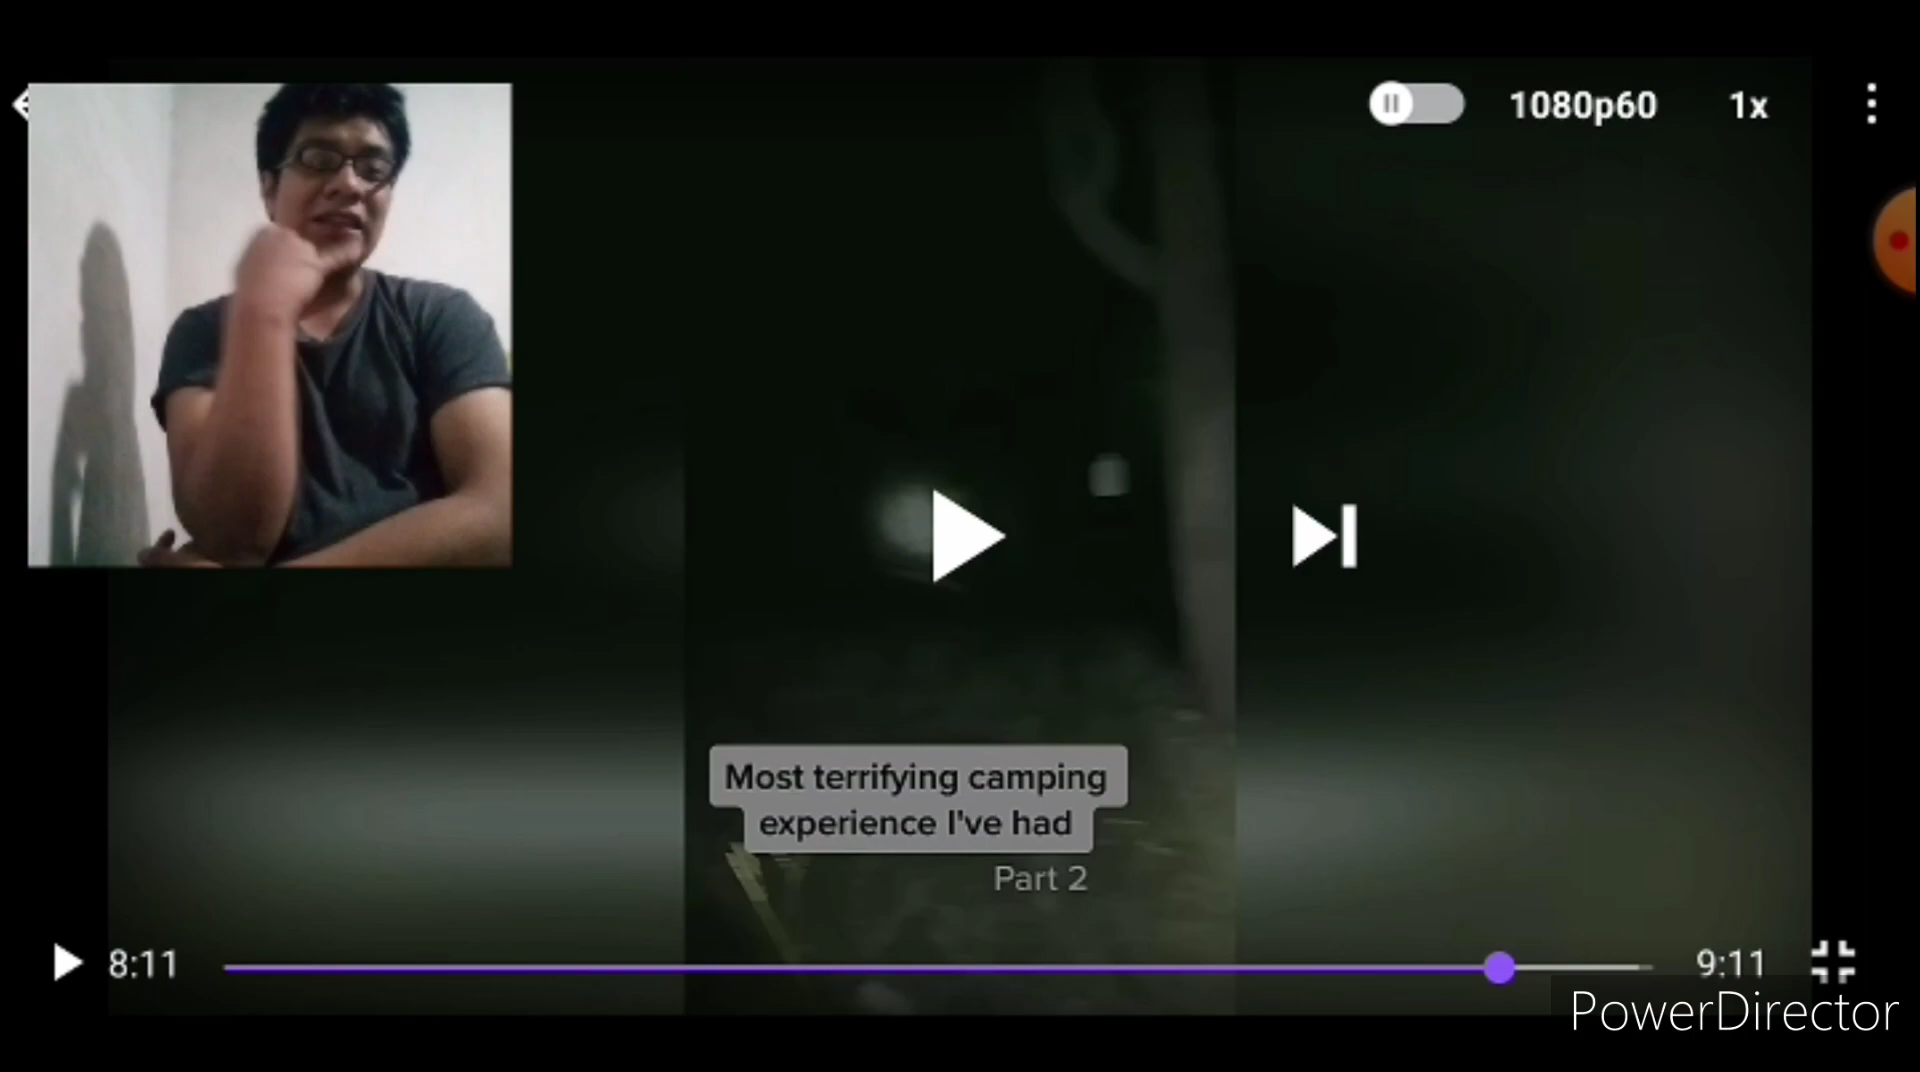 1080p60 1x
Most terrifying camping
experience I've had
Part 2
8:11 9:11
PowerDirector